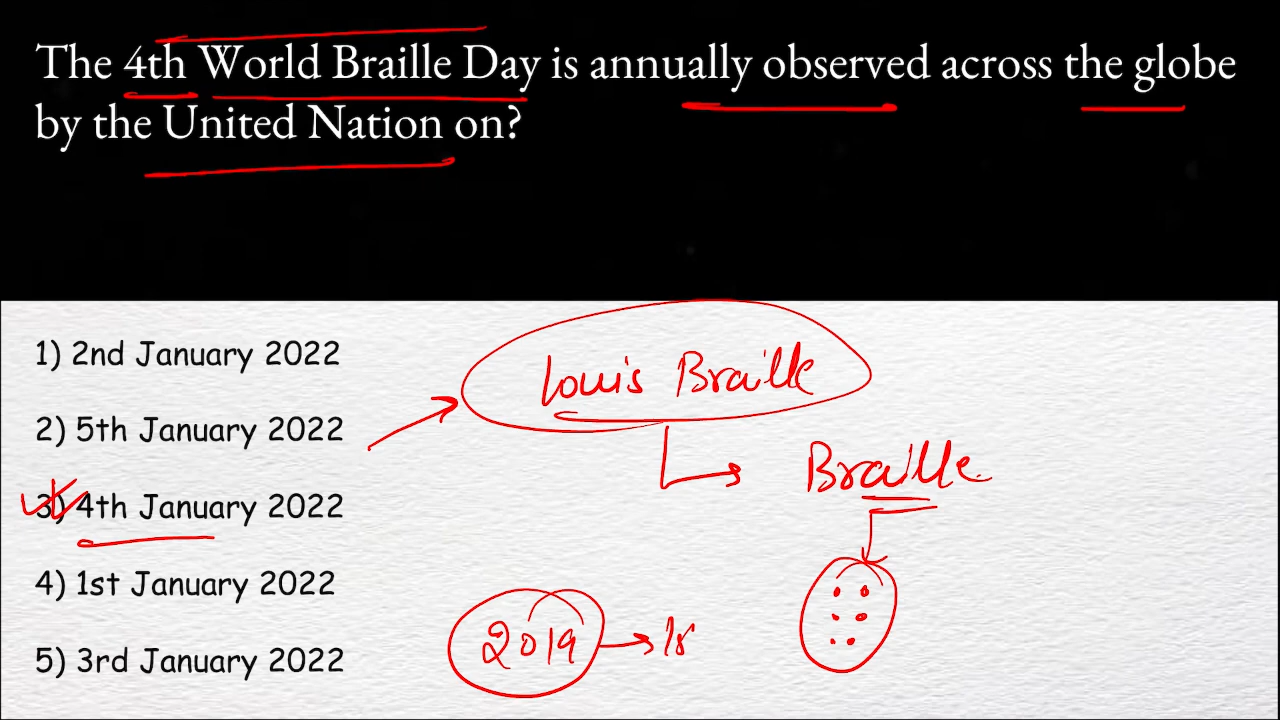 The 4th World Braille Day is annually observed across the globe
by the United Nation on?
1) 2nd January 2022
Louis Braille
2) 5th January 2022
Braille
3) 4th January 2022
4) 1st January 2022
2019
5) 3rd January 2022